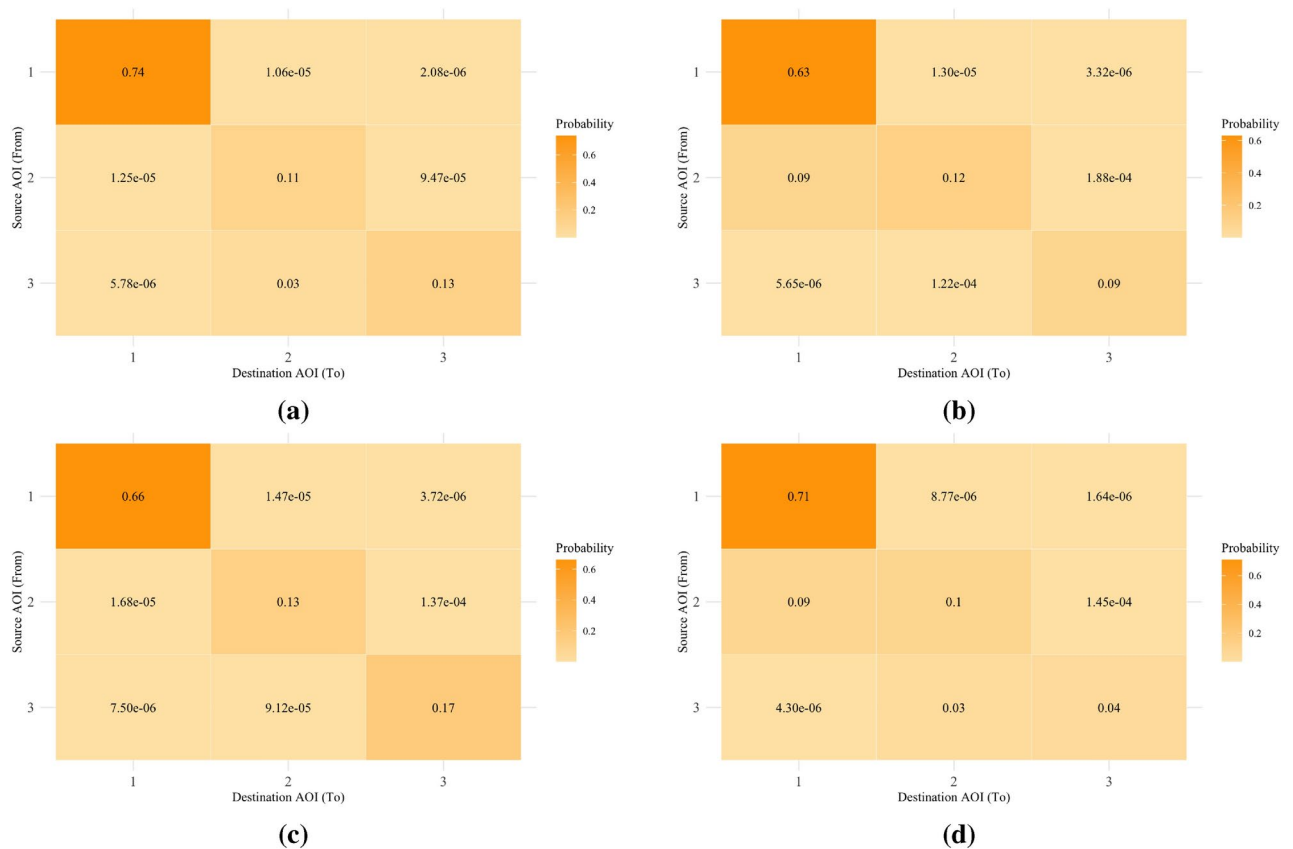 1
0.74
1.06e-05
2.08e-06
Source AOI (From)
2
1.25e-05
0.11
9.47e-05
3
5.78e-06
0.03
0.13
1
2
3
Destination AOI (To)
Probability
0.6
0.4
0.2
(a)
1
0.63
1.30e-05
3.32e-06
Source AOI (From)
2
0.09
0.12
1.88e-04
3
5.65e-06
1.22e-04
0.09
1
2
3
Destination AOI (To)
Probability
0.6
0.4
0.2
(b)
1
0.66
1.47e-05
3.72e-06
Source AOI (From)
2
1.68e-05
0.13
1.37e-04
3
7.50e-06
9.12e-05
0.17
1
2
3
Destination AOI (To)
Probability
0.6
0.4
0.2
(c)
1
0.71
8.77e-06
1.64e-06
Source AOI (From)
2
0.09
0.1
1.45e-04
3
4.30e-06
0.03
0.04
1
2
3
Destination AOI (To)
Probability
0.6
0.4
0.2
(d)